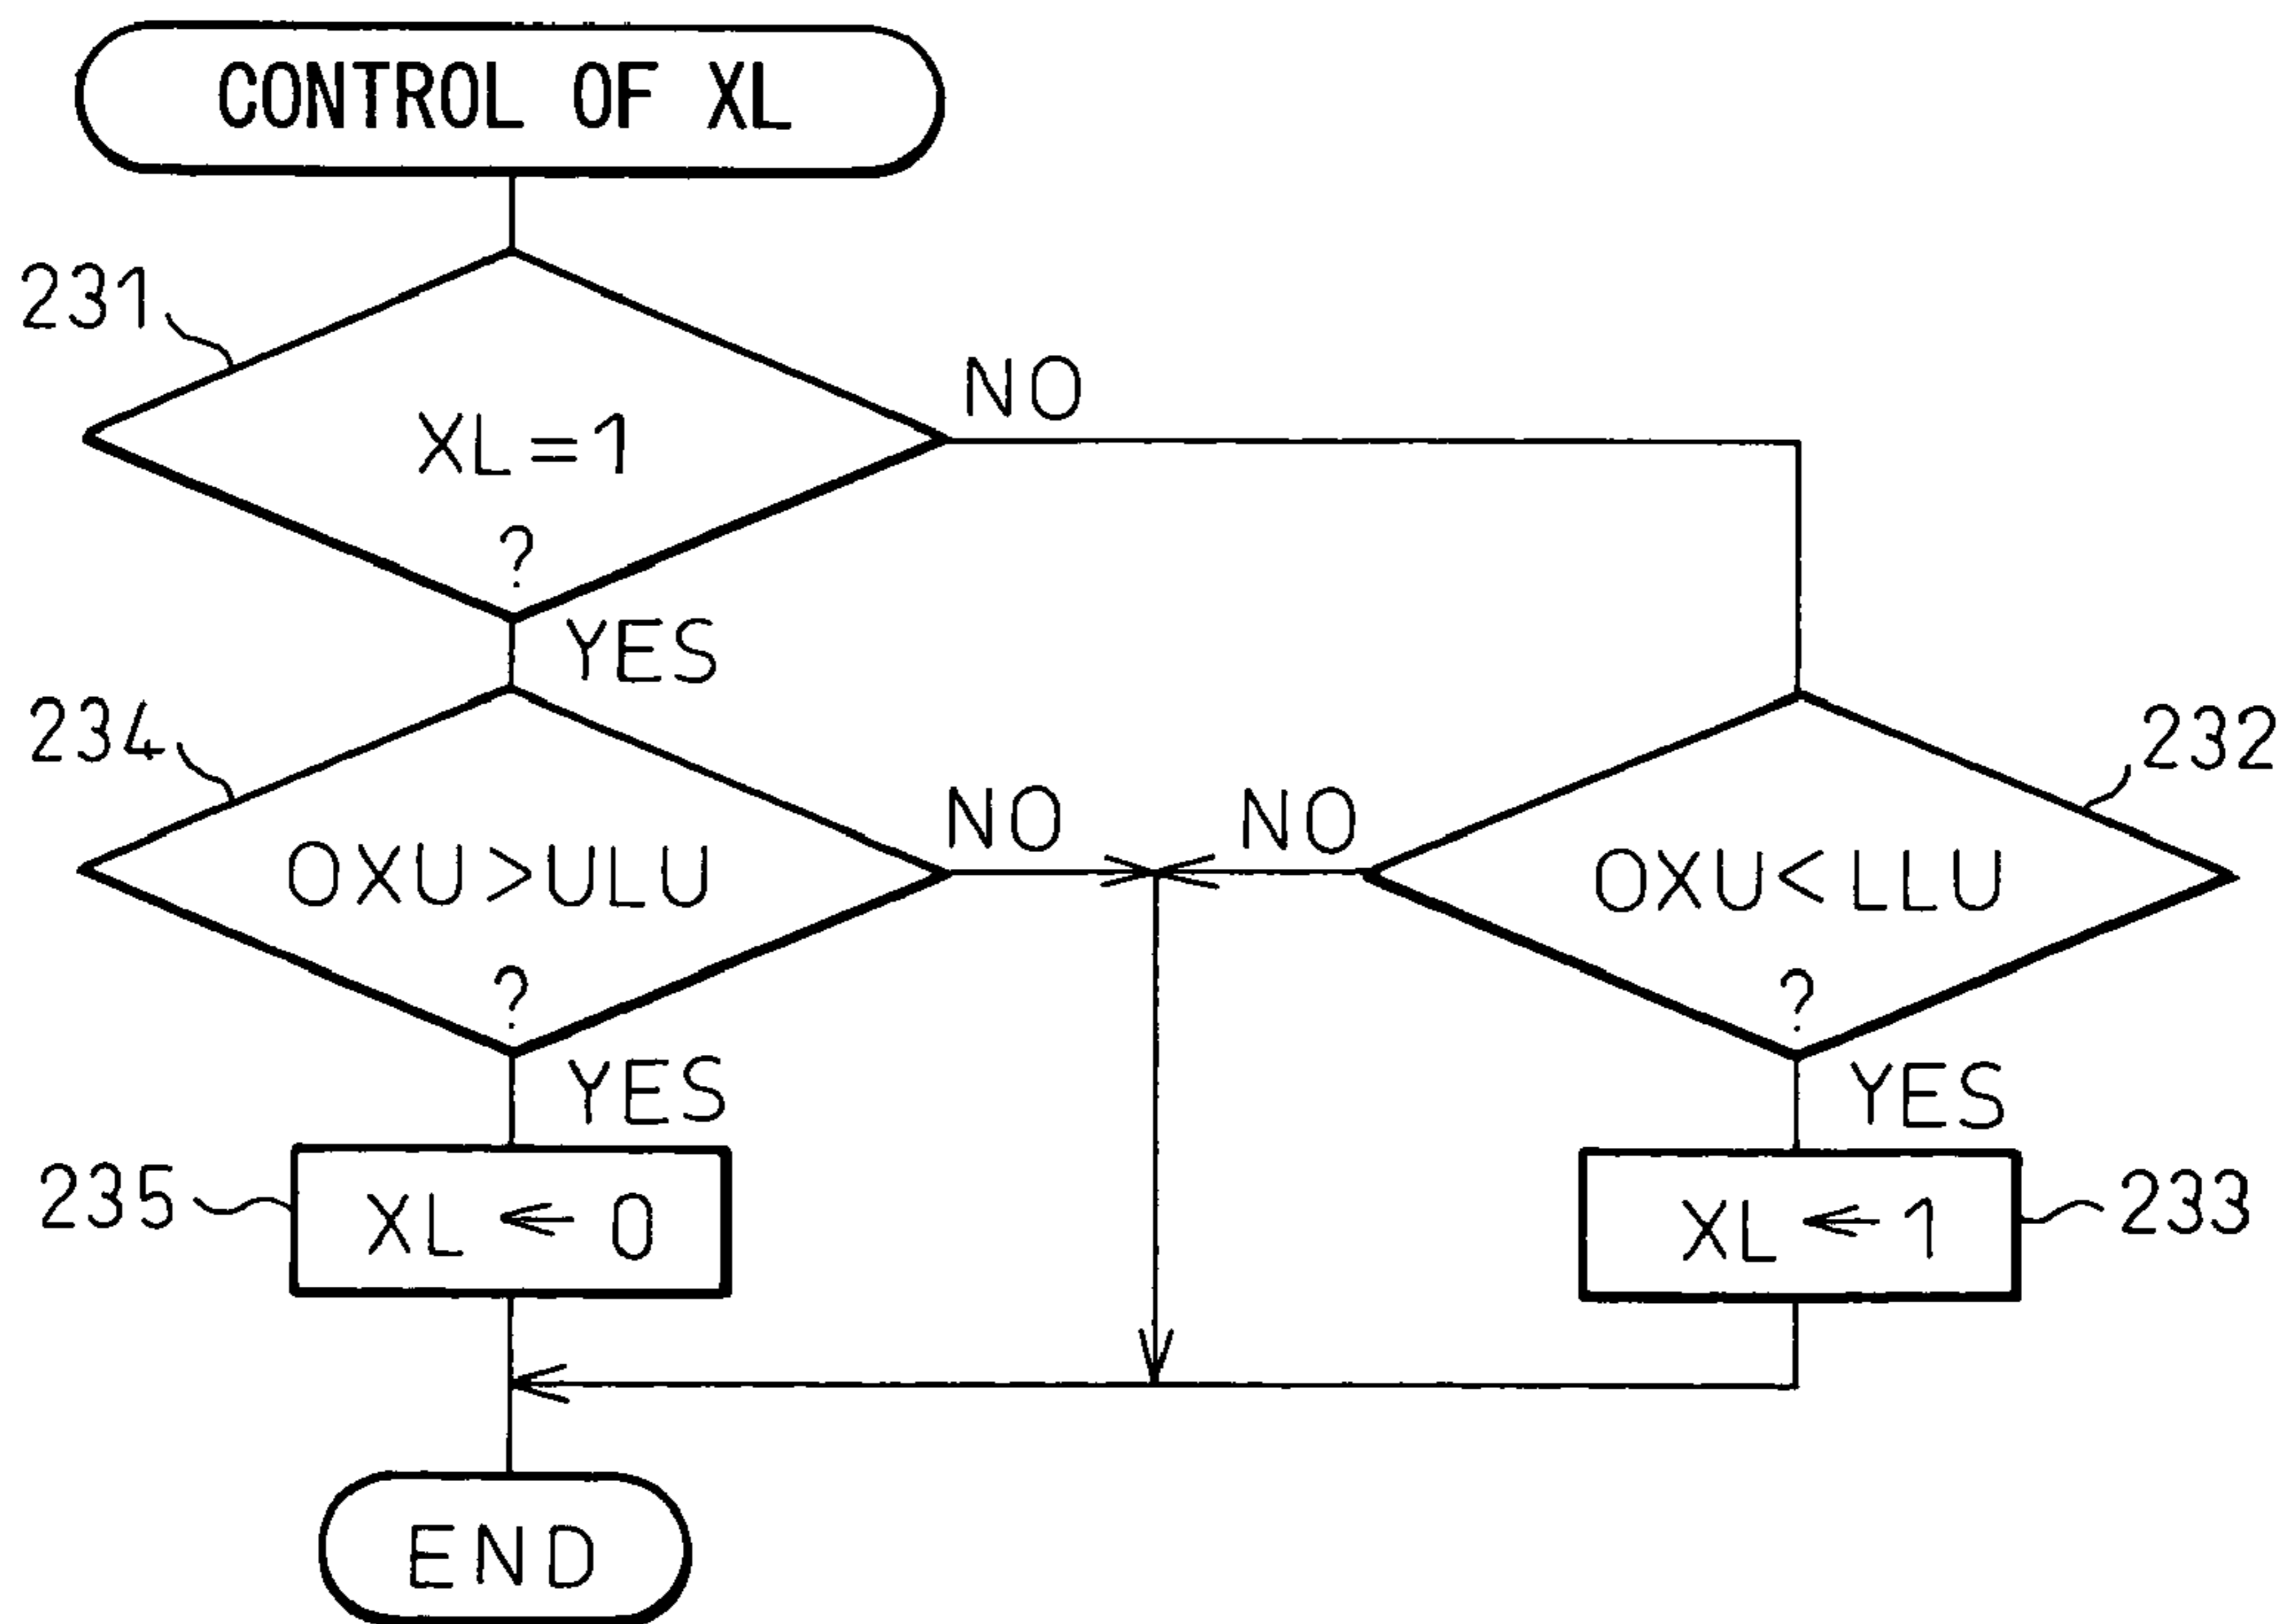 CONTROL OF XL
231
XL=1
?
NO
YES
234
OXU>ULU
?
NO
NO
232
OXU<LLU
?
YES
YES
235
XL ← 0
XL ← 1
233
END